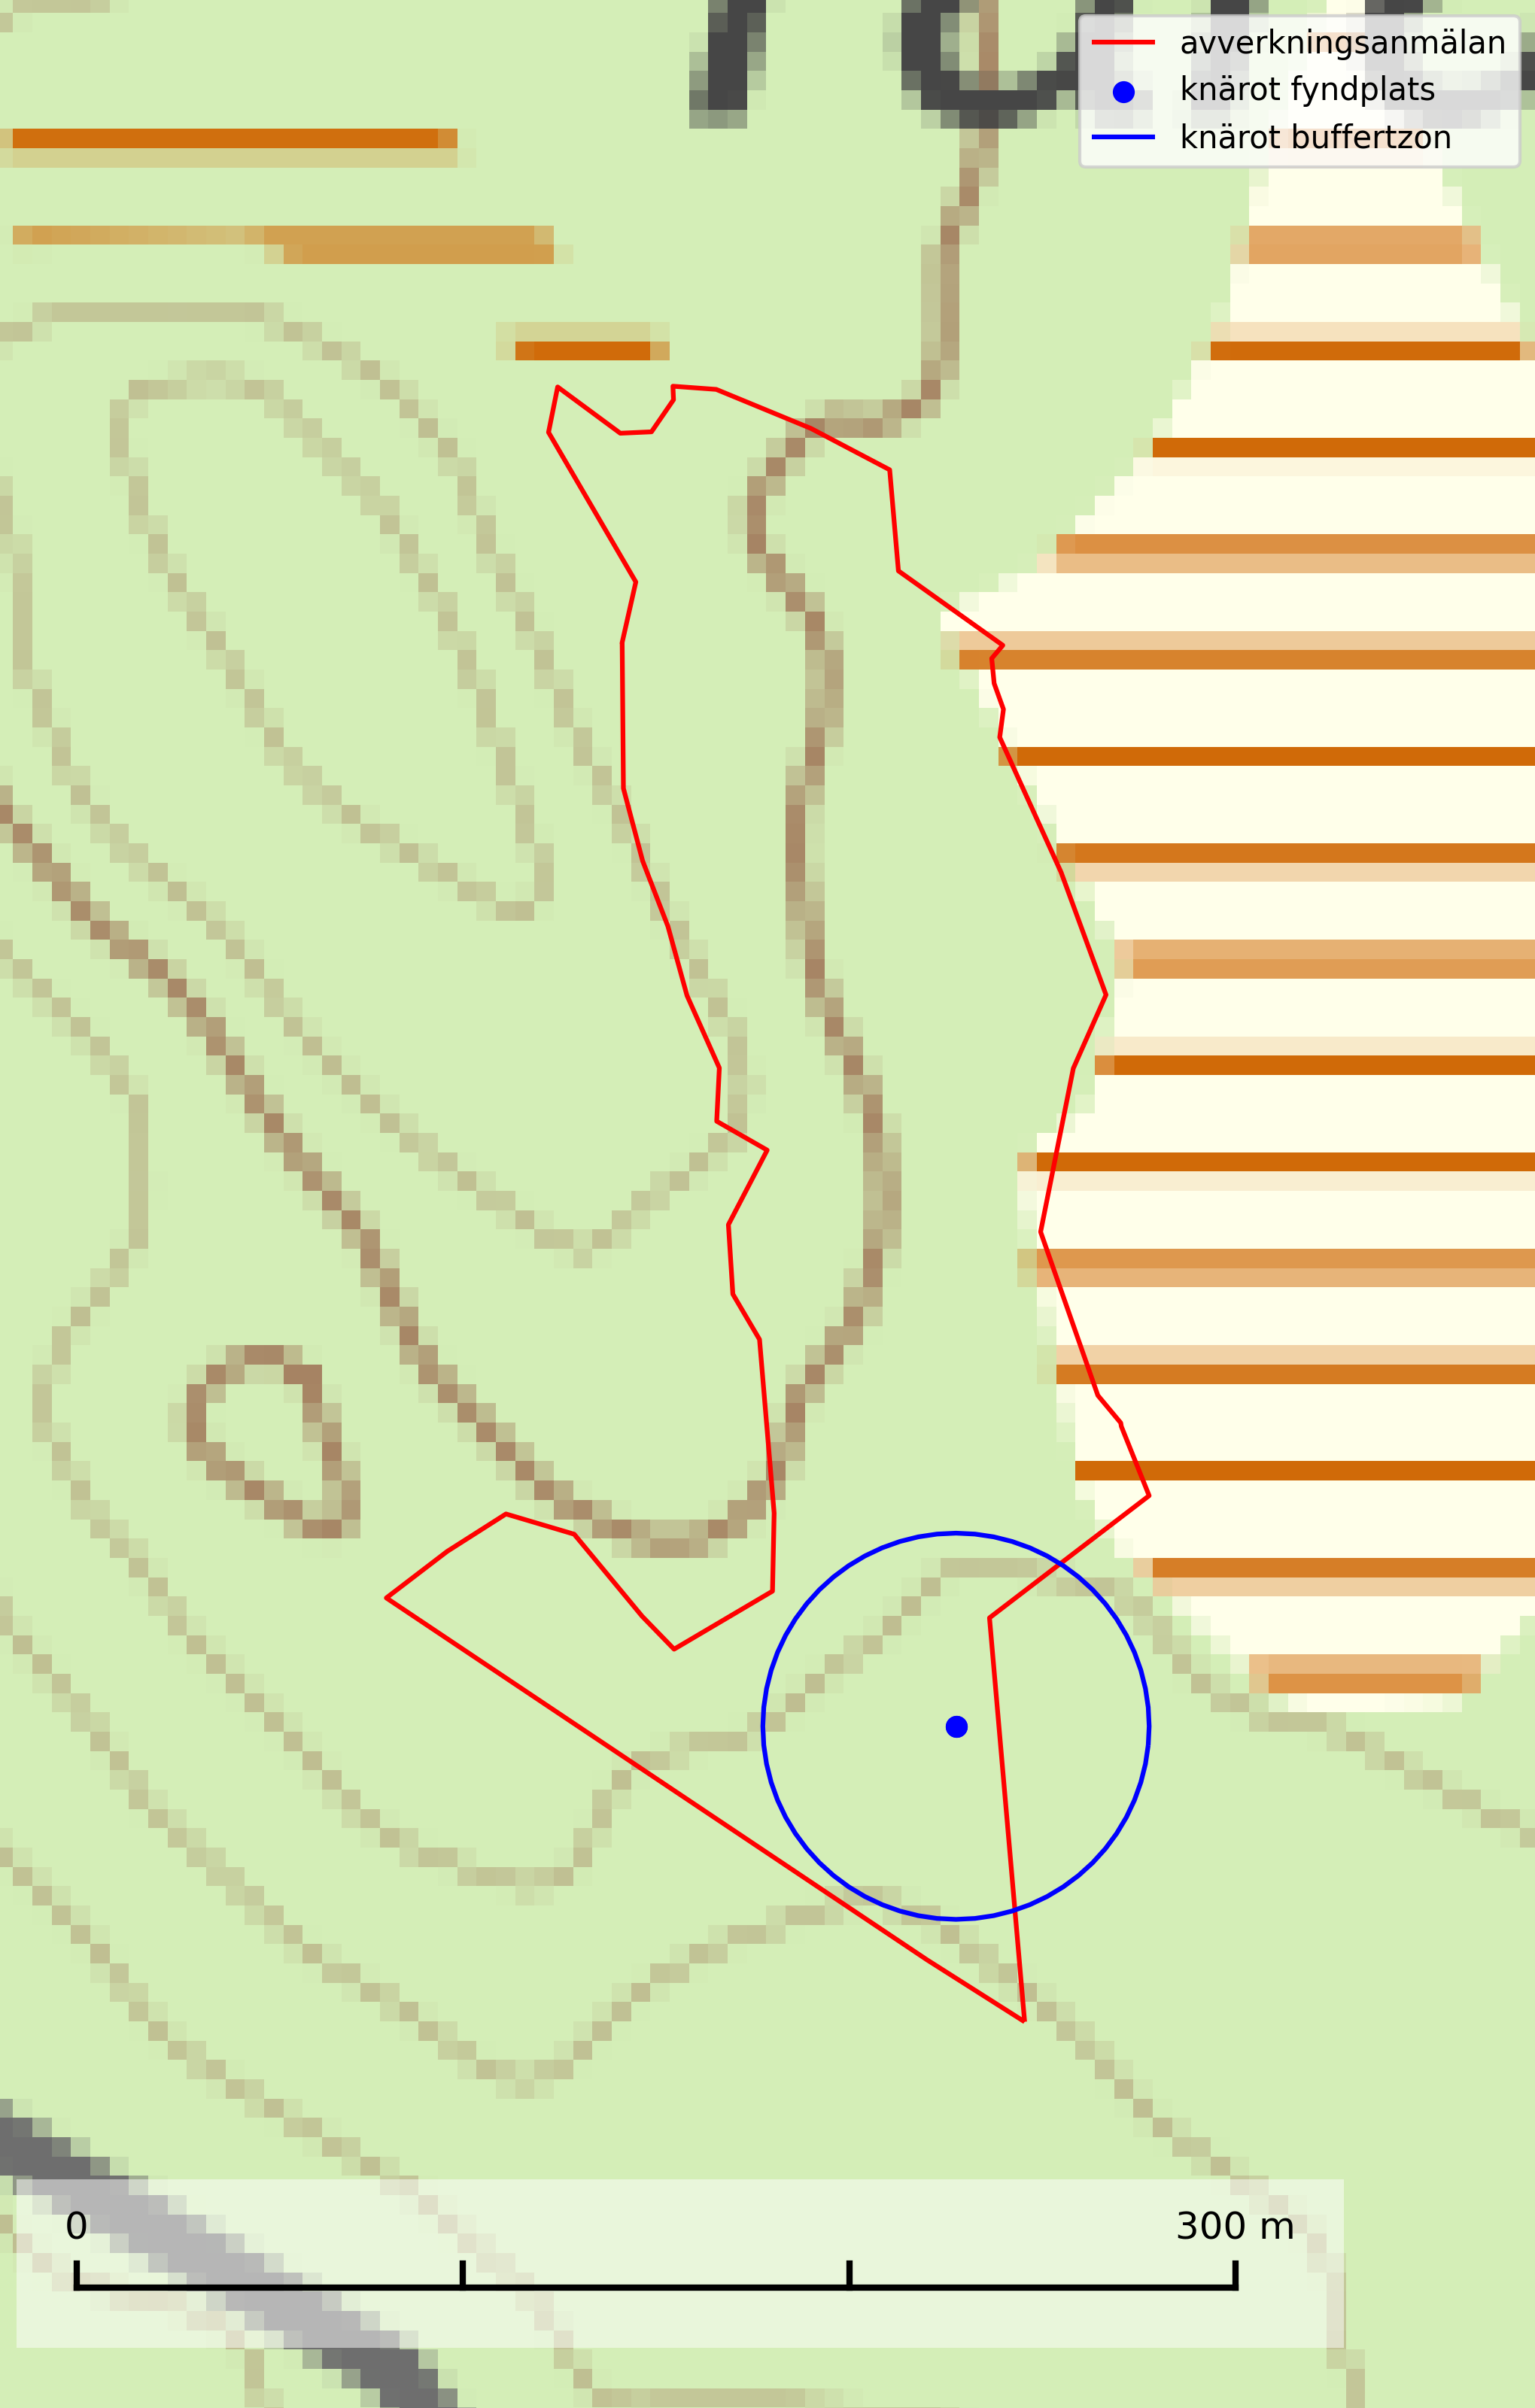 avverkningsanmälan
knärot fyndplats
knärot buffertzon
0 300 m